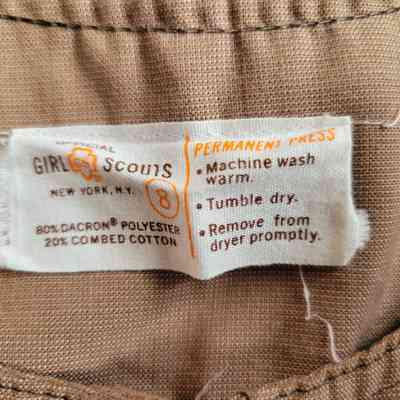 OFFICIAL
GIRL SCOUTS
NEW YORK, N.Y.
8
80% DACRON® POLYESTER
20% COMBED COTTON
PERMANENT PRESS
• Machine wash
warm.
• Tumble dry.
• Remove from
dryer promptly.